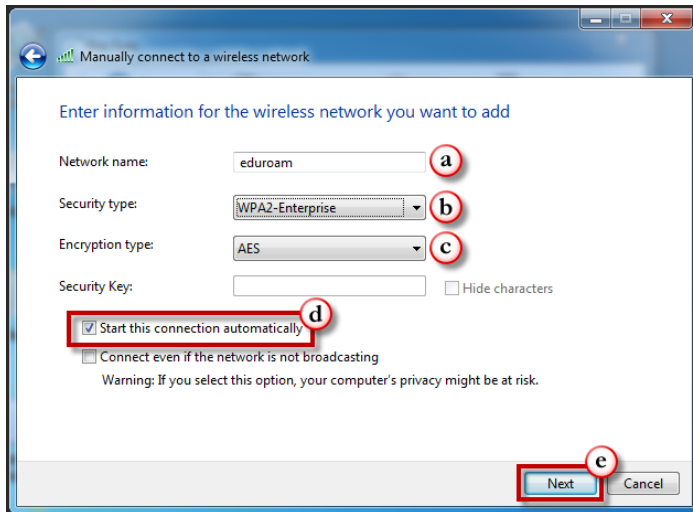 Manually connect to a wireless network
Enter information for the wireless network you want to add
Network name: eduroam a
Security type: WPA2-Enterprise b
Encryption type: AES c
Security Key: Hide characters
d
Start this connection automatically
Connect even if the network is not broadcasting
Warning: If you select this option, your computer's privacy might be at risk.
e
Next Cancel